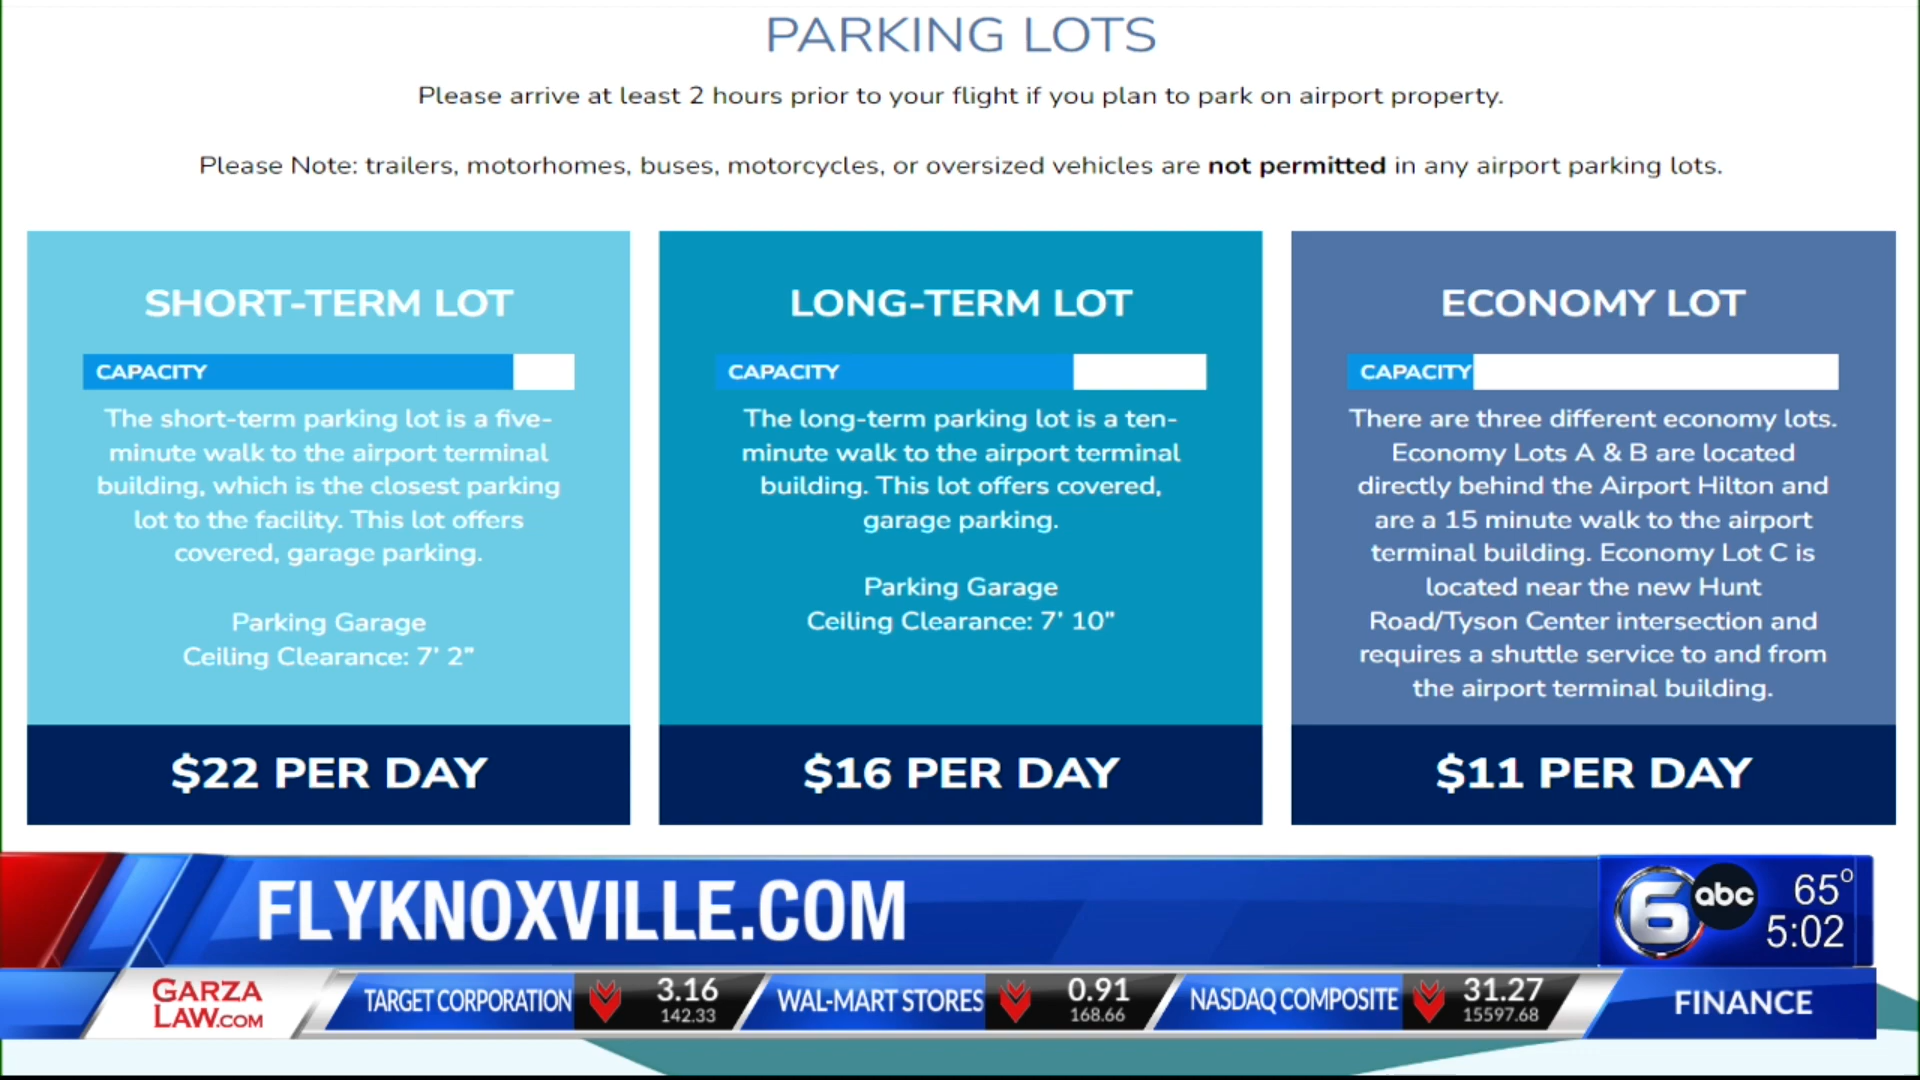 PARKING LOTS
Please arrive at least 2 hours prior to your flight if you plan to park on airport property.
Please Note: trailers, motorhomes, buses, motorcycles, or oversized vehicles are not permitted in any airport parking lots.
SHORT-TERM LOT
CAPACITY
The short-term parking lot is a five-
minute walk to the airport terminal
building, which is the closest parking
lot to the facility. This lot offers
covered, garage parking.
Parking Garage
Ceiling Clearance: 7' 2"
$22 PER DAY
LONG-TERM LOT
CAPACITY
The long-term parking lot is a ten-
minute walk to the airport terminal
building. This lot offers covered,
garage parking.
Parking Garage
Ceiling Clearance: 7' 10"
$16 PER DAY
ECONOMY LOT
CAPACITY
There are three different economy lots.
Economy Lots A & B are located
directly behind the Airport Hilton and
are a 15 minute walk to the airport
terminal building. Economy Lot C is
located near the new Hunt
Road/Tyson Center intersection and
requires a shuttle service to and from
the airport terminal building.
$11 PER DAY
FLYKNOXVILLE.COM
6 abc
65°
5:02
GARZA
LAW.COM
TARGET CORPORATION 3.16
142.33
WAL-MART STORES 0.91
168.66
NASDAQ COMPOSITE 31.27
15597.68
FINANCE